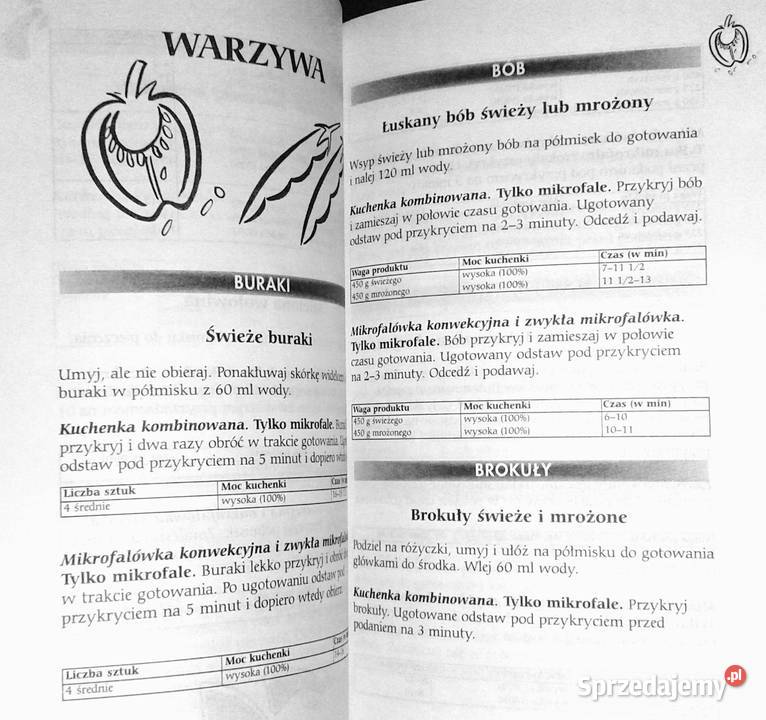 WARZYWA
BURAKI
Świeże buraki
Umyj, ale nie obieraj. Ponakłuwaj skórkę widelcem
buraki w półmisku z 60 ml wody.
Kuchenka kombinowana. Tylko mikrofale.
przykryj i dwa razy obróć w trakcie gotowania.
odstaw pod przykryciem na 5 minut i dopiero wtedy
Liczba sztuk Moc kuchenki
4 średnie wysoka (100%)
Mikrofalówka konwekcyjna i zwykła
Tylko mikrofale. Buraki lekko przykryj i obróć
w trakcie gotowania. Po ugotowaniu odstaw pod
przykryciem na 5 minut i dopiero wtedy obierz.
Liczba sztuk Moc kuchenki
4 średnie wysoka (100%)
BÓB
Łuskany bób świeży lub mrożony
Wsyp świeży lub mrożony bób na półmisek do gotowania
i nalej 120 ml wody.
Kuchenka kombinowana. Tylko mikrofale. Przykryj bób
i zamieszaj w połowie czasu gotowania. Ugotowany
odstaw pod przykryciem na 2–3 minuty. Odcedź i podawaj.
Waga produktu Moc kuchenki Czas (w min)
450 g świeżego wysoka (100%) 7–11 1/2
450 g mrożonego wysoka (100%) 11 1/2–13
Mikrofalówka konwekcyjna i zwykła mikrofalówka.
Tylko mikrofale. Bób przykryj i zamieszaj w połowie
czasu gotowania. Ugotowany odstaw pod przykryciem
na 2–3 minuty. Odcedź i podawaj.
Waga produktu Moc kuchenki Czas (w min)
450 g świeżego wysoka (100%) 6–10
450 g mrożonego wysoka (100%) 10–11
BROKUŁY
Brokuły świeże i mrożone
Podziel na różyczki, umyj i ułóż na półmisku do gotowania
główkami do środka. Wlej 60 ml wody.
Kuchenka kombinowana. Tylko mikrofale. Przykryj
brokuły. Ugotowane odstaw pod przykryciem przed
podaniem na 3 minuty.
Sprzedajemy.pl